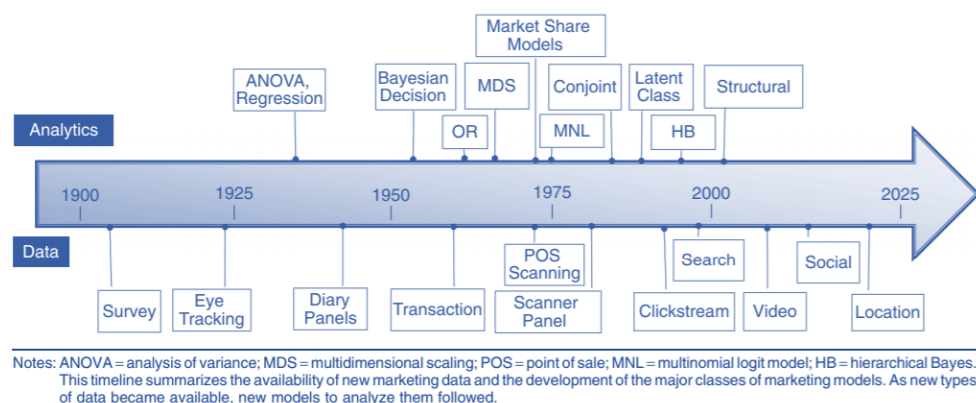 Market Share
Models
ANOVA,
Regression
Bayesian
Decision
MDS
Conjoint
Latent
Class
Structural
OR
MNL
HB
Analytics
1900
1925
1950
1975
2000
2025
Data
POS
Scanning
Search
Social
Survey
Eye
Tracking
Diary
Panels
Transaction
Scanner
Panel
Clickstream
Video
Location
Notes: ANOVA = analysis of variance; MDS = multidimensional scaling; POS = point of sale; MNL = multinomial logit model; HB = hierarchical Bayes.
This timeline summarizes the availability of new marketing data and the development of the major classes of marketing models. As new types
of data became available, new models to analyze them followed.